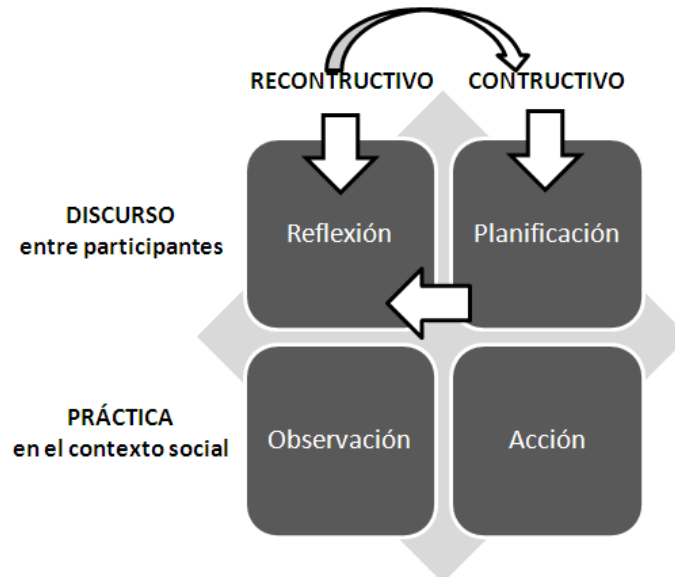 RECONTRUCTIVO CONTRUCTIVO
DISCURSO
entre participantes
Reflexión
Planificación
PRÁCTICA
en el contexto social
Observación
Acción